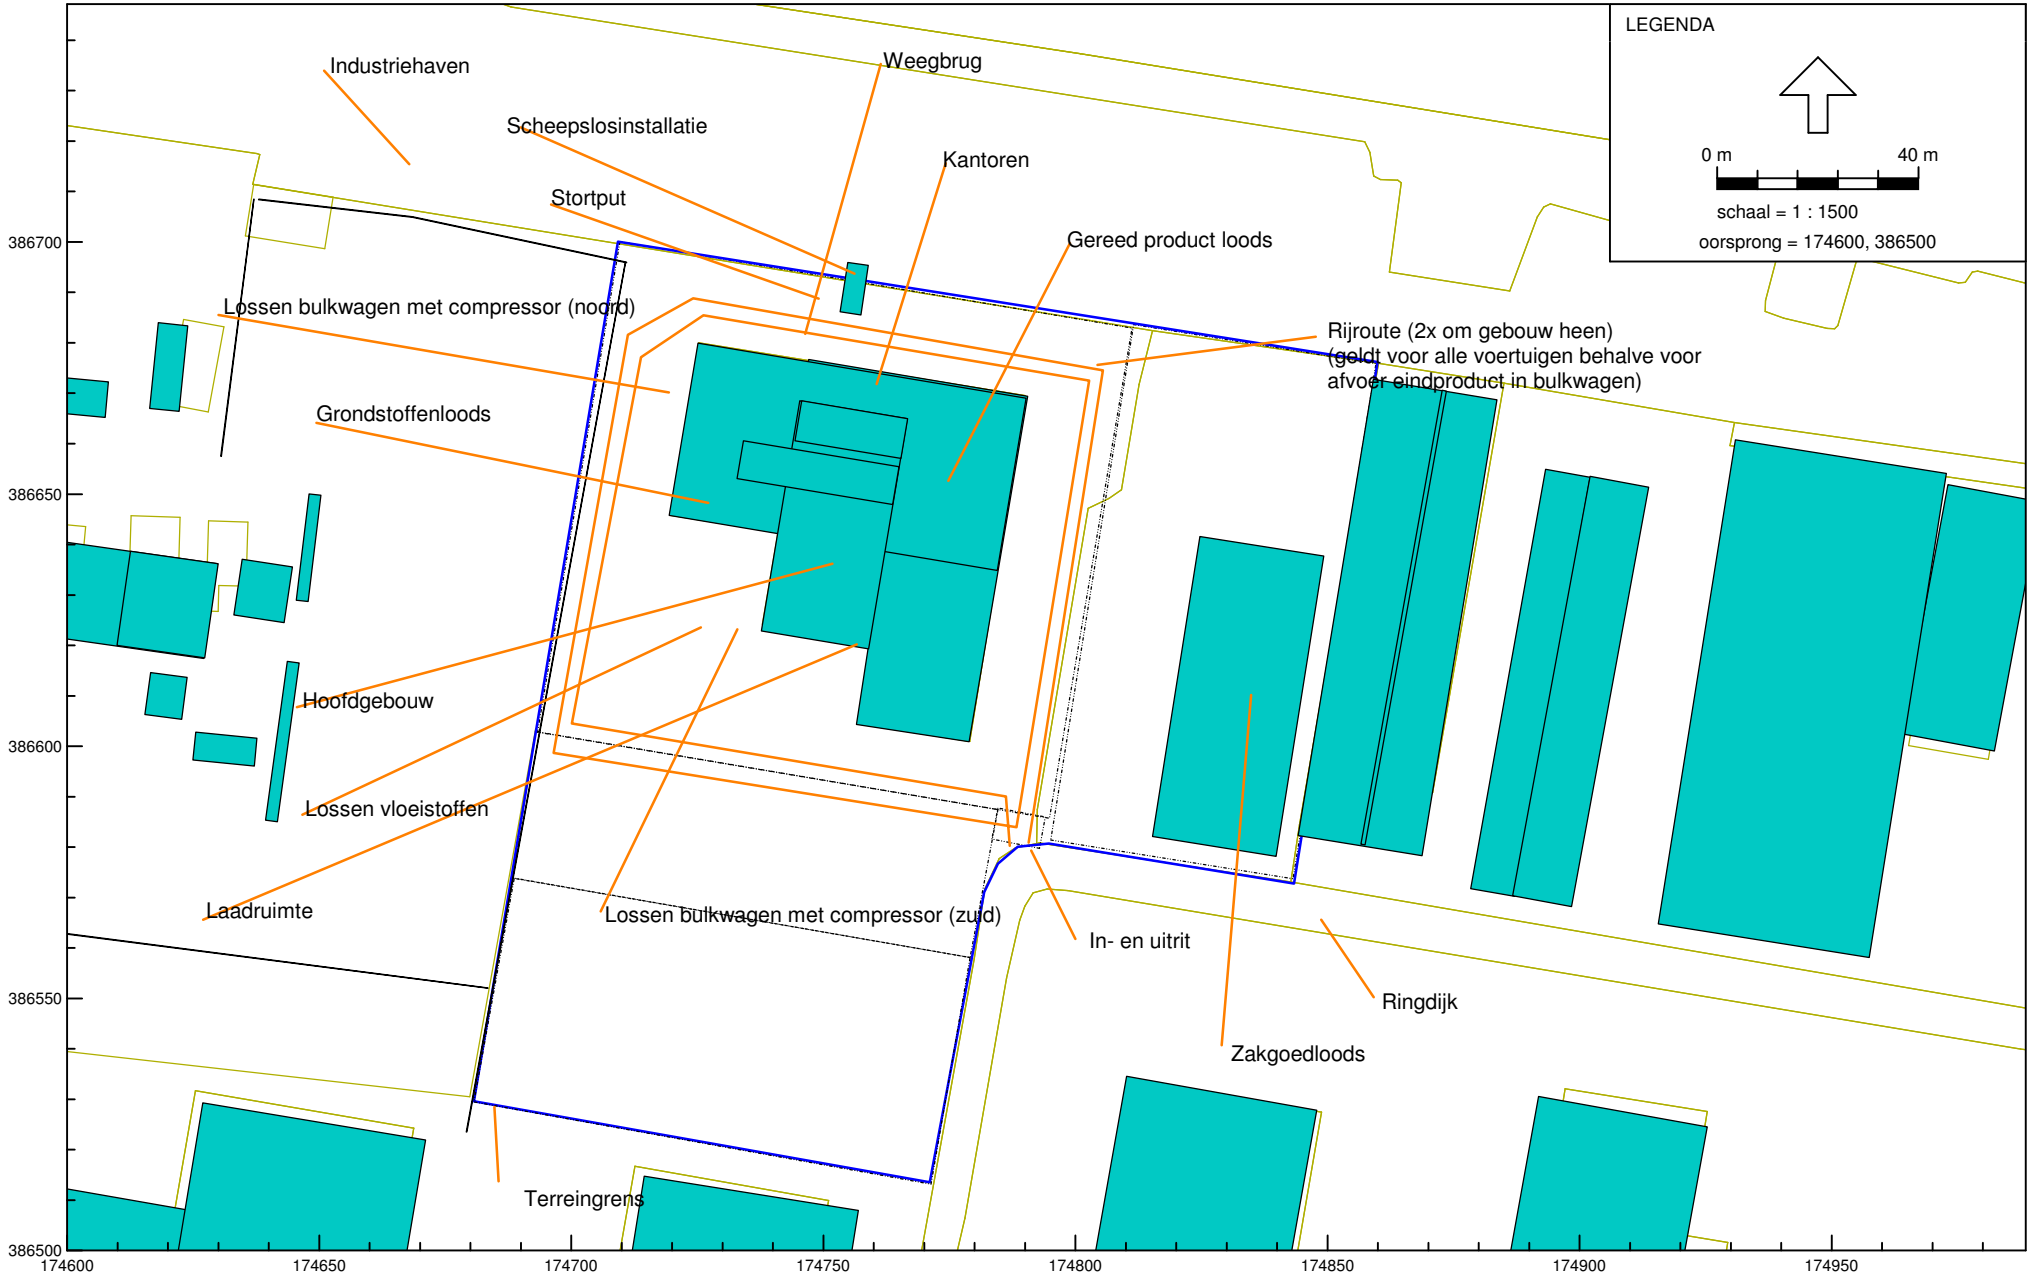 LEGENDA
0 m
40 m
schaal = 1 : 1500
oorsprong = 174600, 386500
Industriehaven
Weegbrug
Scheepslosinstallatie
Kantoren
Stortput
Gereed product loods
Lossen bulkwagen met compressor (noord)
Rijroute (2x om gebouw heen)
(geldt voor alle voertuigen behalve voor
afvoer eindproduct in bulkwagen)
Grondstoffenloods
Hoofdgebouw
Lossen vloeistoffen
Laadruimte
Lossen bulkwagen met compressor (zuid)
In- en uitrit
Ringdijk
Zakgoedloods
Terreingrens
386700
386650
386600
386550
386500
174600
174650
174700
174750
174800
174850
174900
174950